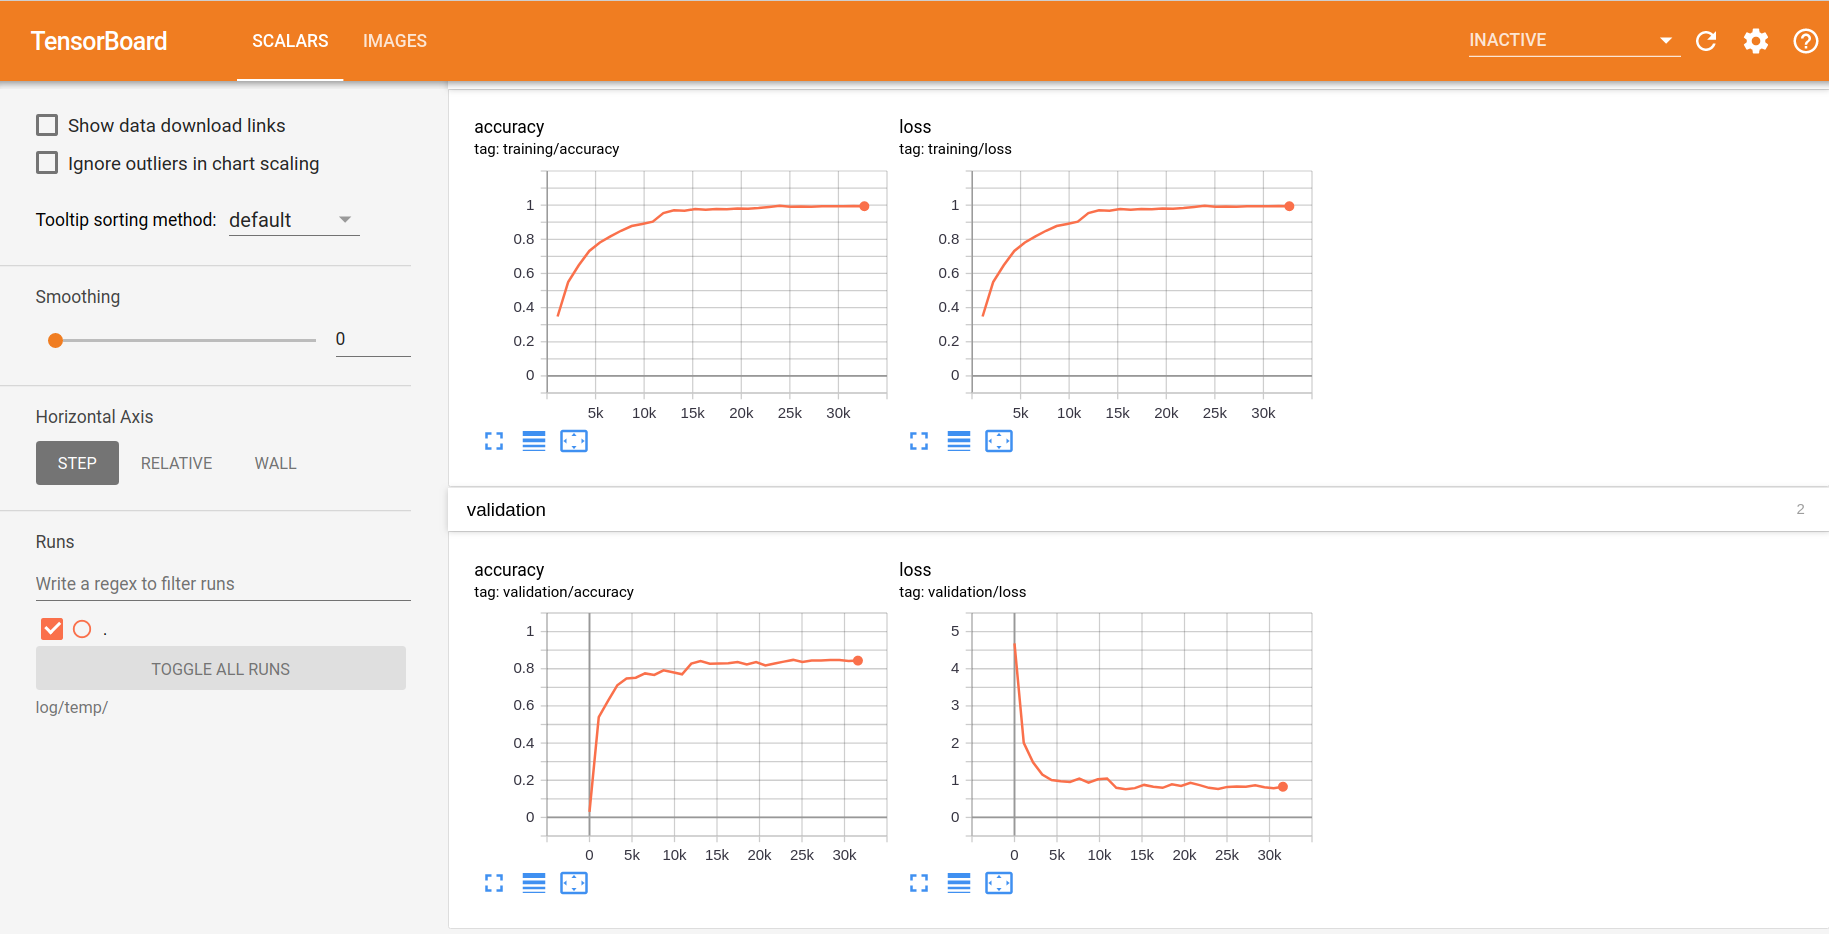 TensorBoard
SCALARS
IMAGES
INACTIVE
Show data download links
Ignore outliers in chart scaling
Tooltip sorting method: default
Smoothing
0
Horizontal Axis
STEP
RELATIVE
WALL
Runs
Write a regex to filter runs
.
TOGGLE ALL RUNS
log/temp/
accuracy
tag: training/accuracy
1
0.8
0.6
0.4
0.2
0
5k 10k 15k 20k 25k 30k
loss
tag: training/loss
1
0.8
0.6
0.4
0.2
0
5k 10k 15k 20k 25k 30k
validation
2
accuracy
tag: validation/accuracy
1
0.8
0.6
0.4
0.2
0
0 5k 10k 15k 20k 25k 30k
loss
tag: validation/loss
5
4
3
2
1
0
0 5k 10k 15k 20k 25k 30k